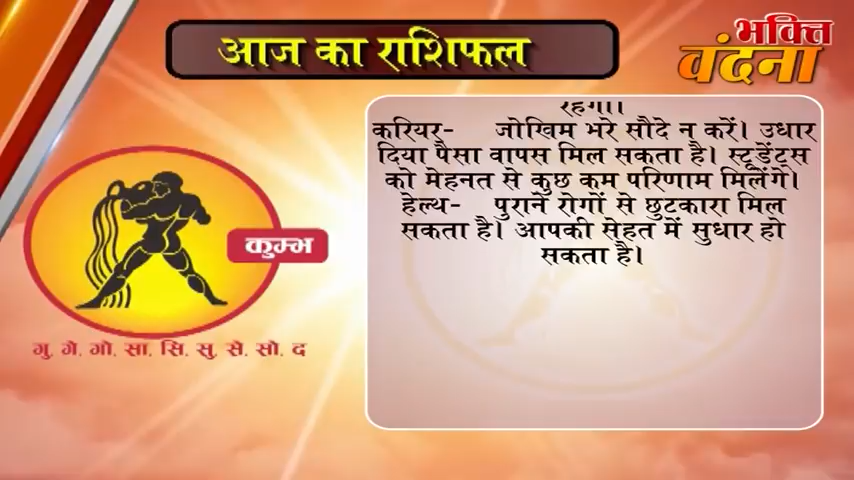 आज का राशिफल
भक्ति
वंदना
रहेगा।
करियर- जोखिम भरे सौदे न करें। उधार
दिया पैसा वापस मिल सकता है। स्टूडेंट्स
को मेहनत से कुछ कम परिणाम मिलेंगे।
हेल्थ- पुराने रोगों से छुटकारा मिल
सकता है। आपकी सेहत में सुधार हो
सकता है।
कुम्भ
गु, गे, गो, सा, सि, सु, से, सो, द